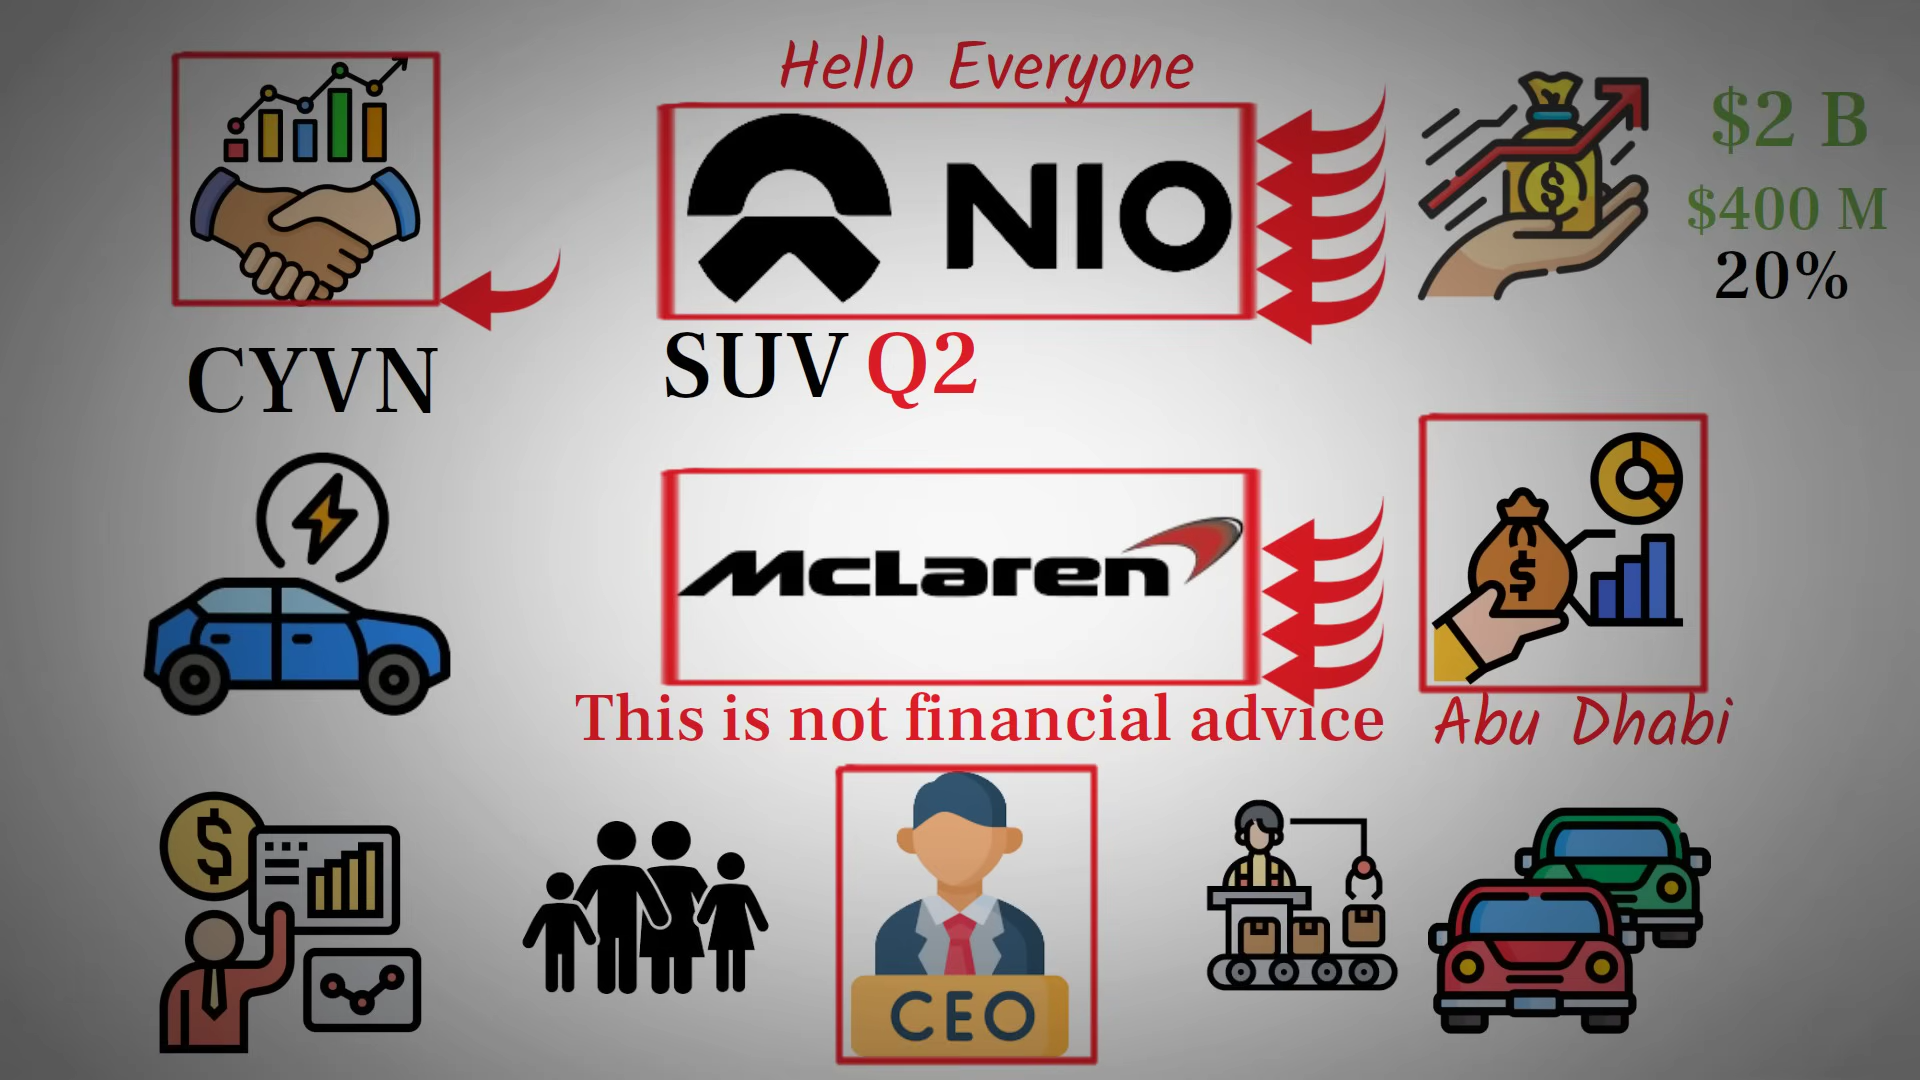 Hello Everyone
NIO
$2 B
$400 M
20%
CYVN
SUV Q2
McLaren
This is not financial advice
Abu Dhabi
CEO